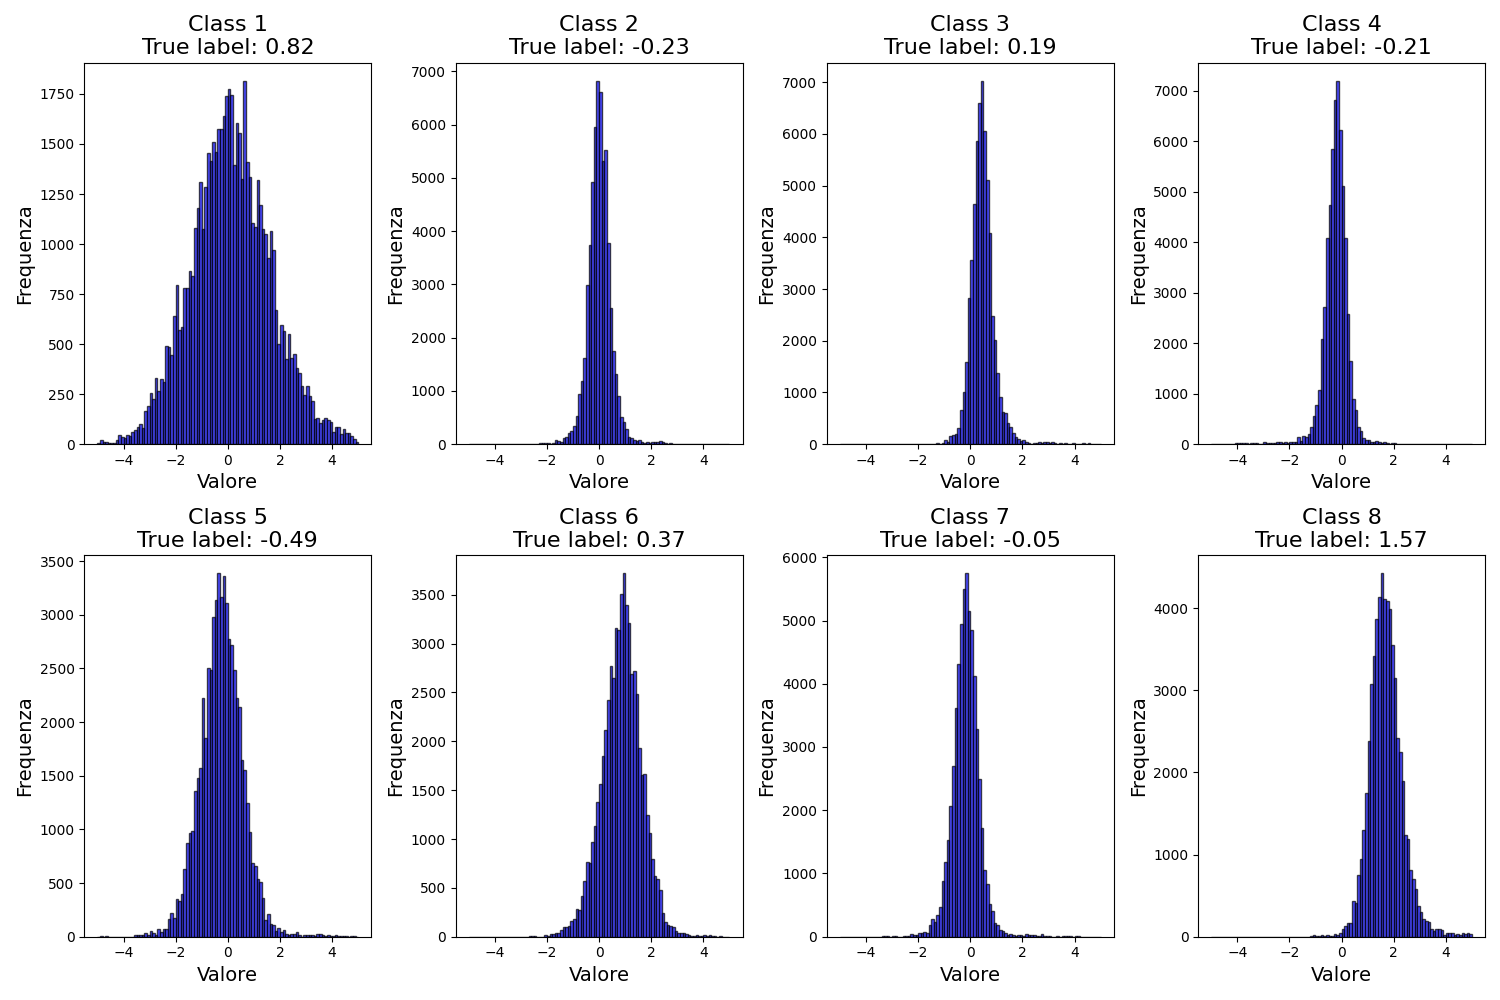 Class 1
True label: 0.82
Class 2
True label: -0.23
Class 3
True label: 0.19
Class 4
True label: -0.21
Frequenza
1750
1500
1250
1000
750
500
250
0
−4 −2 0 2 4
Valore
Frequenza
7000
6000
5000
4000
3000
2000
1000
0
−4 −2 0 2 4
Valore
Frequenza
7000
6000
5000
4000
3000
2000
1000
0
−4 −2 0 2 4
Valore
Frequenza
7000
6000
5000
4000
3000
2000
1000
0
−4 −2 0 2 4
Valore
Class 5
True label: -0.49
Class 6
True label: 0.37
Class 7
True label: -0.05
Class 8
True label: 1.57
Frequenza
3500
3000
2500
2000
1500
1000
500
0
−4 −2 0 2 4
Valore
Frequenza
3500
3000
2500
2000
1500
1000
500
0
−4 −2 0 2 4
Valore
Frequenza
6000
5000
4000
3000
2000
1000
0
−4 −2 0 2 4
Valore
Frequenza
4000
3000
2000
1000
0
−4 −2 0 2 4
Valore